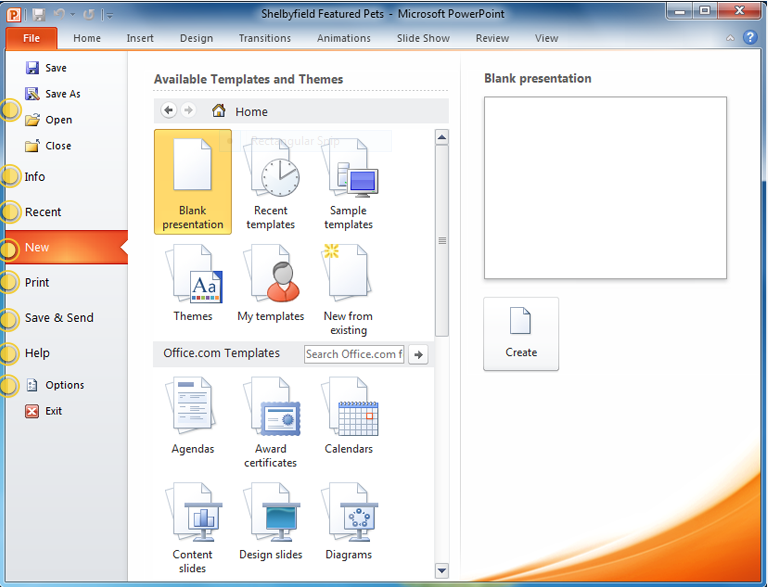 Shelbyfield Featured Pets - Microsoft PowerPoint
File Home Insert Design Transitions Animations Slide Show Review View
Save
Save As
Open
Close
Info
Recent
New
Print
Save & Send
Help
Options
Exit
Available Templates and Themes
Home
Rectangular Snip
Blank
presentation
Recent
templates
Sample
templates
Themes
My templates
New from
existing
Office.com Templates
Search Office.com f
Agendas
Award
certificates
Calendars
Content
slides
Design slides
Diagrams
Blank presentation
Create